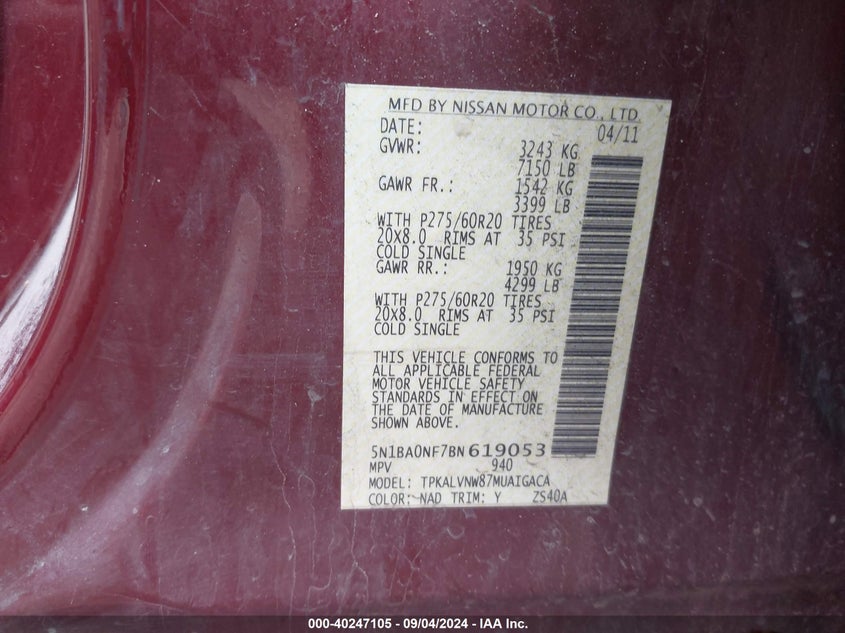 MFD BY NISSAN MOTOR CO., LTD.
DATE: 04/11
GVWR: 3243 KG
7150 LB
GAWR FR.: 1542 KG
3399 LB
WITH P275/60R20 TIRES
20X8.0 RIMS AT 35 PSI
COLD SINGLE
GAWR RR.: 1950 KG
4299 LB
WITH P275/60R20 TIRES
20X8.0 RIMS AT 35 PSI
COLD SINGLE
THIS VEHICLE CONFORMS TO
ALL APPLICABLE FEDERAL
MOTOR VEHICLE SAFETY
STANDARDS IN EFFECT ON
THE DATE OF MANUFACTURE
SHOWN ABOVE.
5N1BA0NF7BN619053
MPV 940
MODEL: TPKALVNW87MUAIGACA
COLOR: NAD TRIM: Y ZS40A
000-40247105 - 09/04/2024 - IAA Inc.